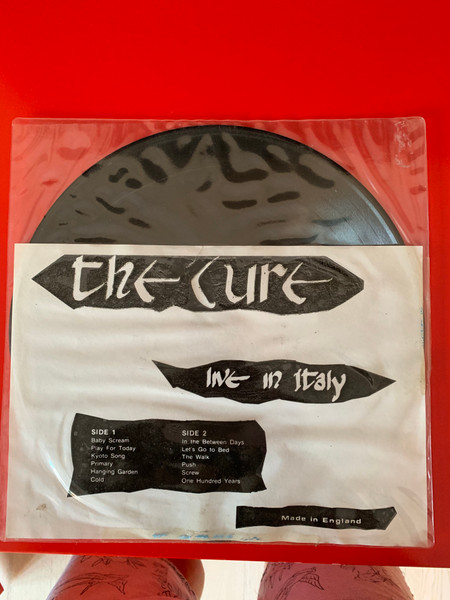 the cure
live in Italy
SIDE 1
Baby Scream
Play For Today
Kyoto Song
Primary
Hanging Garden
Cold
SIDE 2
In the Between Days
Let's Go to Bed
The Walk
Push
Screw
One Hundred Years
Made in England